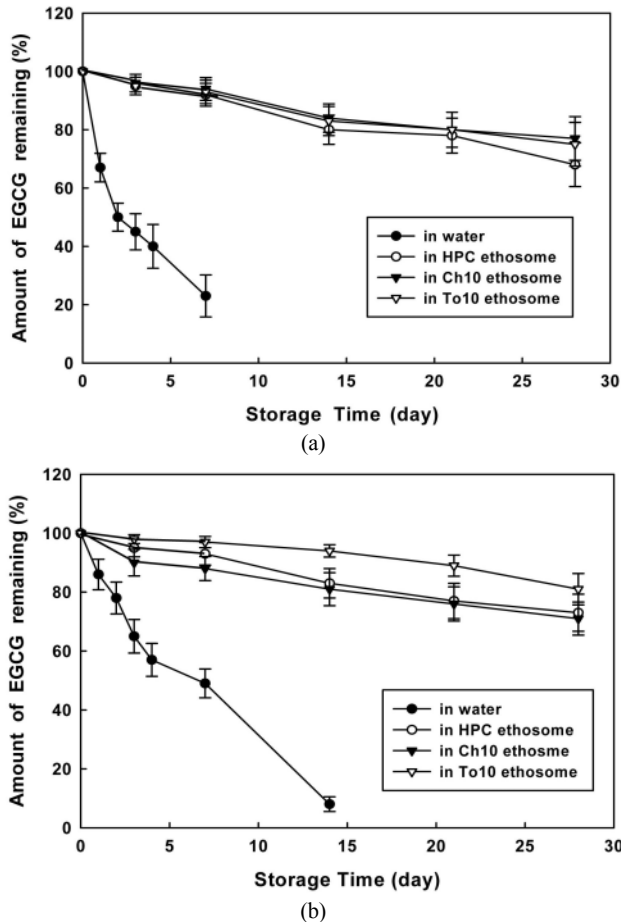 120
100
80
60
40
20
0
Amount of EGCG remaining (%)
in water
in HPC ethosome
in Ch10 ethosome
in To10 ethosome
0 5 10 15 20 25 30
Storage Time (day)
(a)
120
100
80
60
40
20
0
Amount of EGCG remaining (%)
in water
in HPC ethosome
in Ch10 ethosme
in To10 ethosome
0 5 10 15 20 25 30
Storage Time (day)
(b)